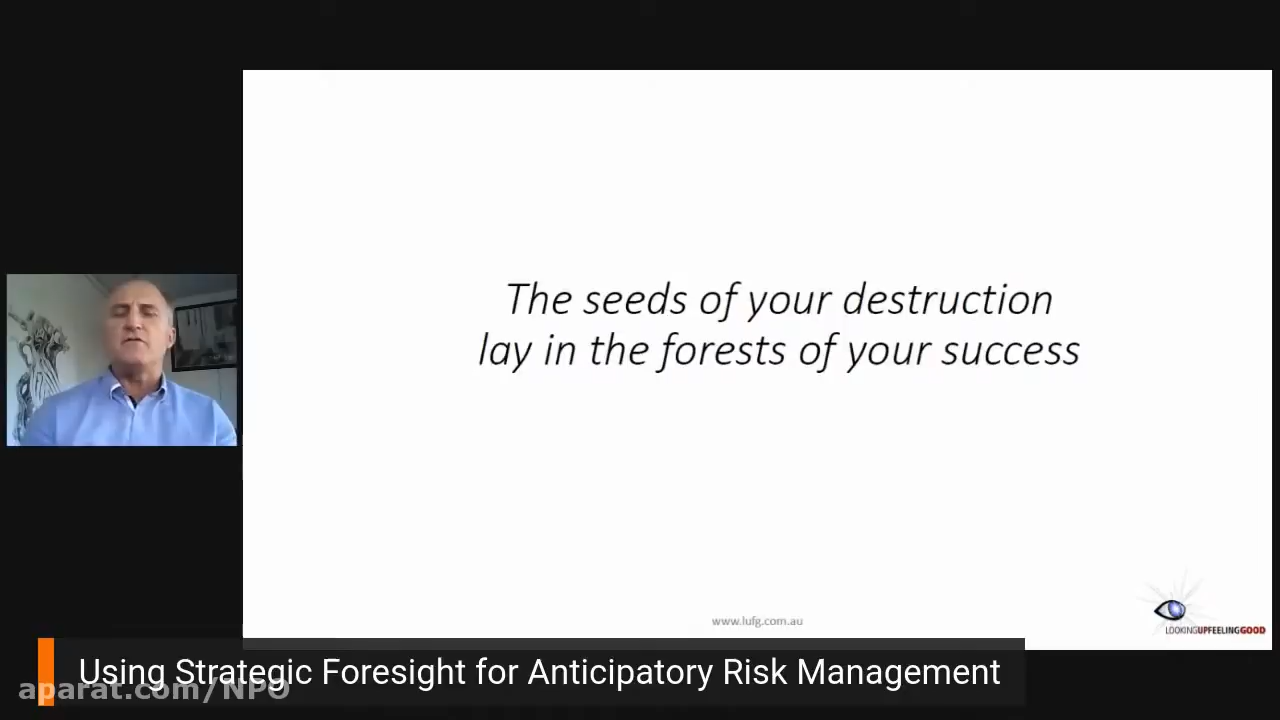 The seeds of your destruction
lay in the forests of your success
www.lufg.com.au
LOOKINGUPFEELINGGOOD
Using Strategic Foresight for Anticipatory Risk Management
aparat.com/NPO